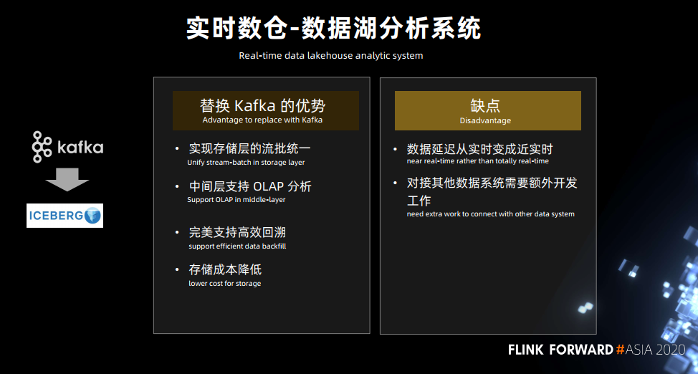 实时数仓-数据湖分析系统
Real-time data lakehouse analytic system
kafka
ICEBERG
替换 Kafka 的优势
Advantage to replace with Kafka
• 实现存储层的流批统一
Unify stream-batch in storage layer
• 中间层支持 OLAP 分析
Support OLAP in middle-layer
• 完美支持高效回溯
support efficient data backfill
• 存储成本降低
lower cost for storage
缺点
Disadvantage
• 数据延迟从实时变成近实时
near real-time rather than totally real-time
• 对接其他数据系统需要额外开发
工作
need extra work to connect with other data system
FLINK FORWARD #ASIA 2020